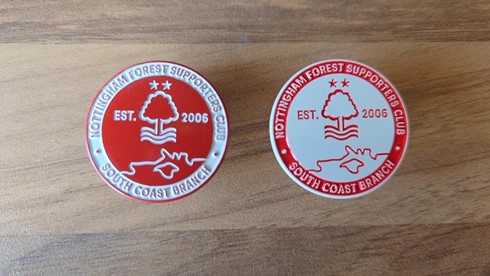 NOTTINGHAM FOREST SUPPORTERS CLUB
EST. 2006
SOUTH COAST BRANCH
NOTTINGHAM FOREST SUPPORTERS CLUB
EST. 2006
SOUTH COAST BRANCH